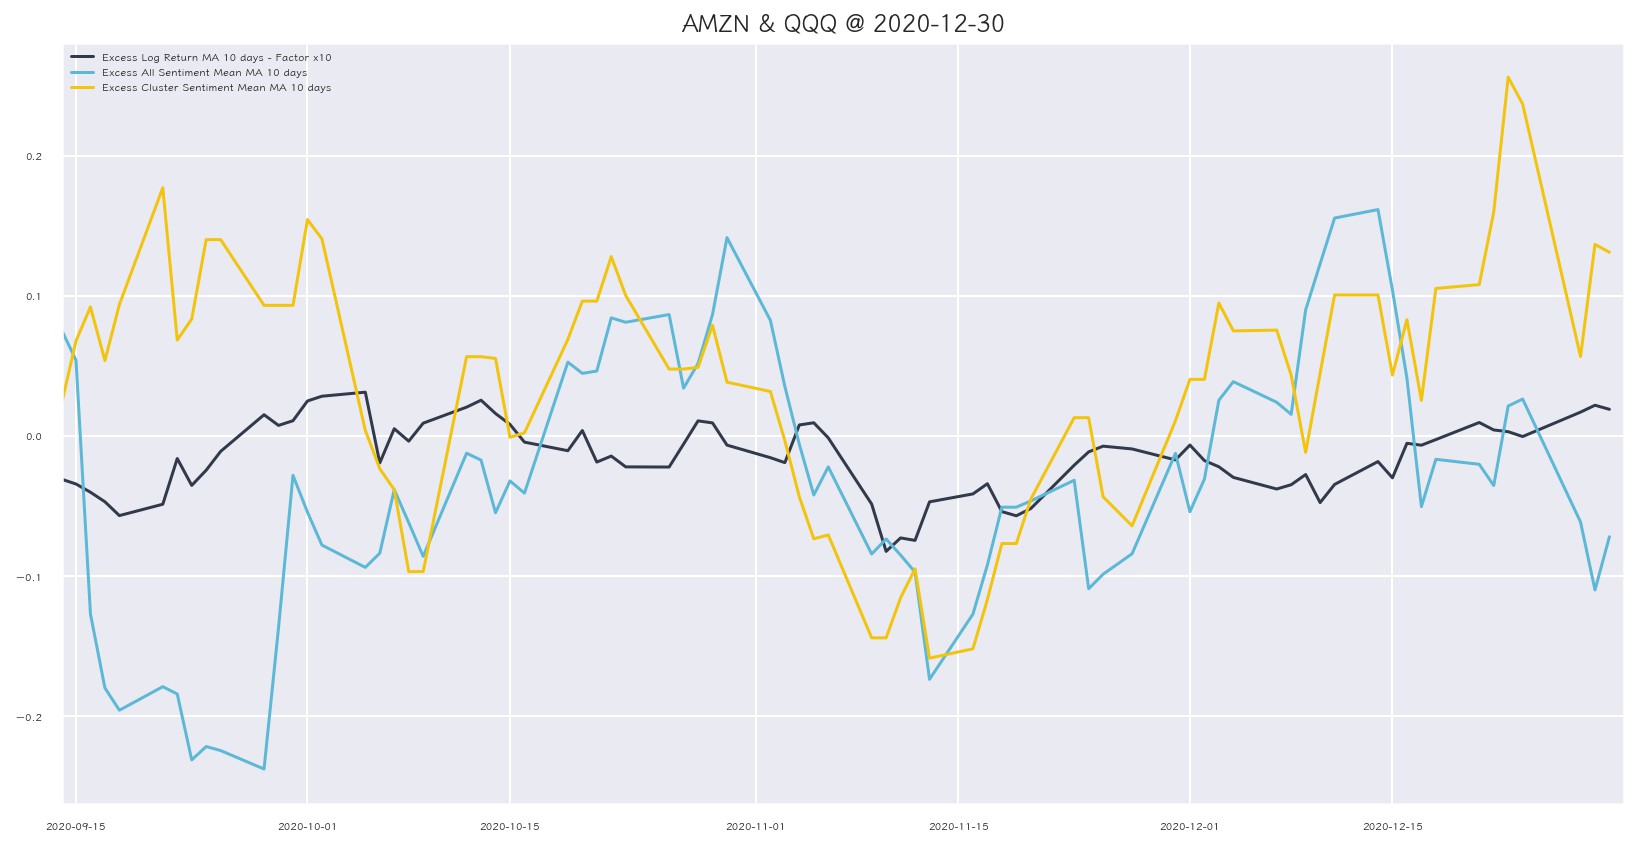 AMZN & QQQ @ 2020-12-30
Excess Log Return MA 10 days - Factor x10
Excess All Sentiment Mean MA 10 days
Excess Cluster Sentiment Mean MA 10 days
0.2
0.1
0.0
−0.1
−0.2
2020-09-15 2020-10-01 2020-10-15 2020-11-01 2020-11-15 2020-12-01 2020-12-15